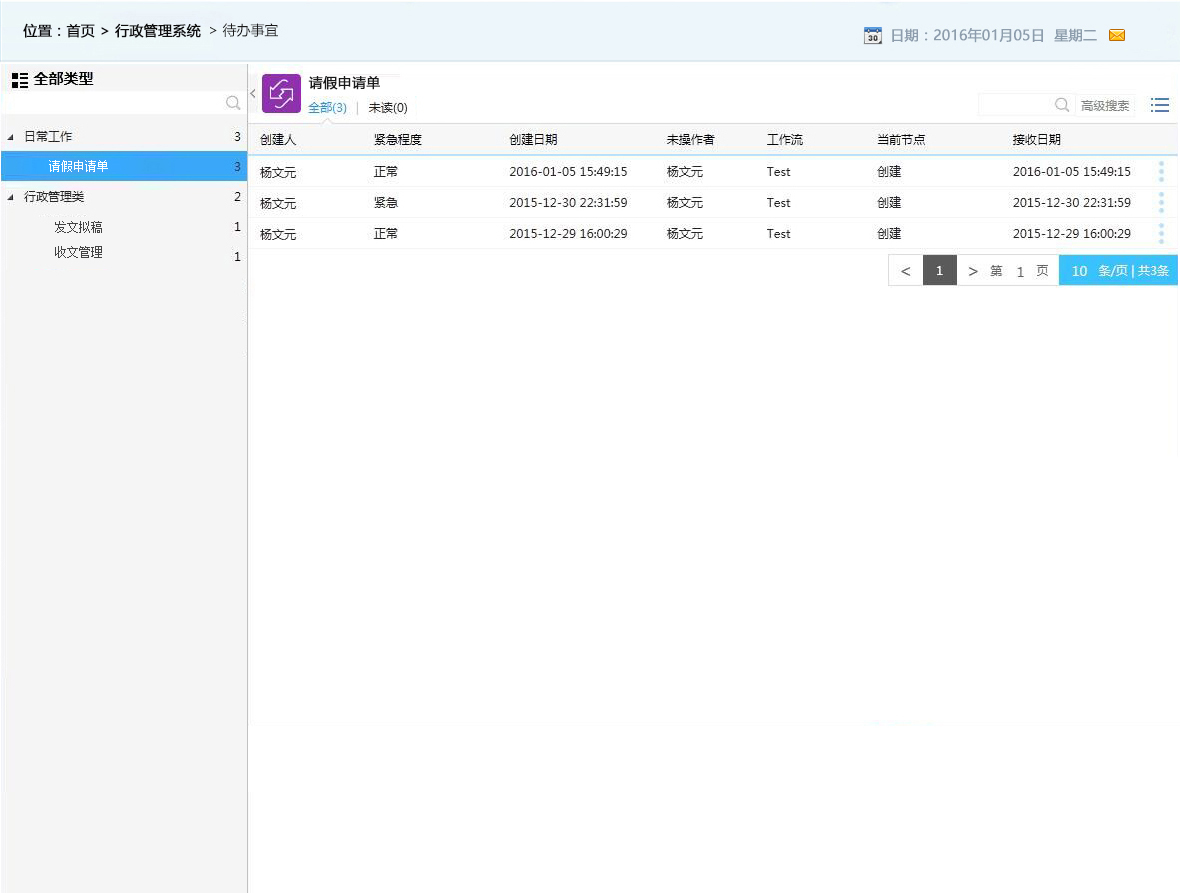 位置：首页 > 行政管理系统 > 待办事宜
30 日期：2016年01月05日 星期二
全部类型
日常工作 3
请假申请单 3
行政管理类 2
发文拟稿 1
收文管理 1
<
请假申请单
全部(3) | 未读(0)
高级搜索
创建人 紧急程度 创建日期 未操作者 工作流 当前节点 接收日期
杨文元 正常 2016-01-05 15:49:15 杨文元 Test 创建 2016-01-05 15:49:15
杨文元 紧急 2015-12-30 22:31:59 杨文元 Test 创建 2015-12-30 22:31:59
杨文元 正常 2015-12-29 16:00:29 杨文元 Test 创建 2015-12-29 16:00:29
< 1 > 第 1 页 10 条/页 | 共3条